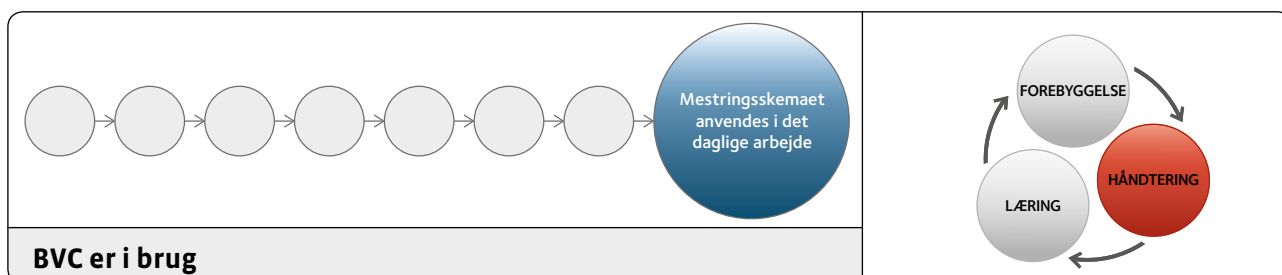 Mestringsskemaet
anvendes i det
daglige arbejde
BVC er i brug
FOREBYGGELSE
HÅNDTERING
LÆRING